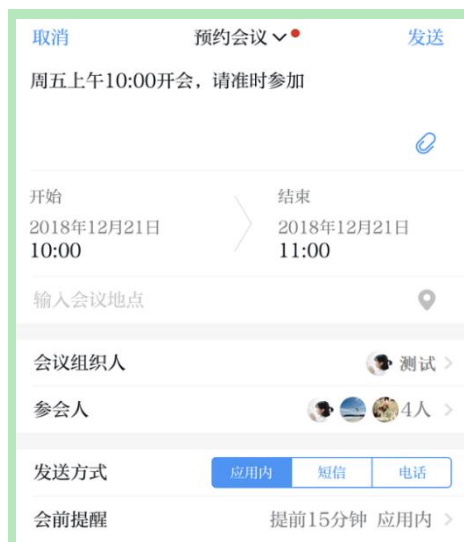 取消 预约会议 发送
周五上午10:00开会，请准时参加
开始 结束
2018年12月21日 2018年12月21日
10:00 11:00
输入会议地点
会议组织人 测试
参会人 4人
发送方式 应用内 短信 电话
会前提醒 提前15分钟 应用内